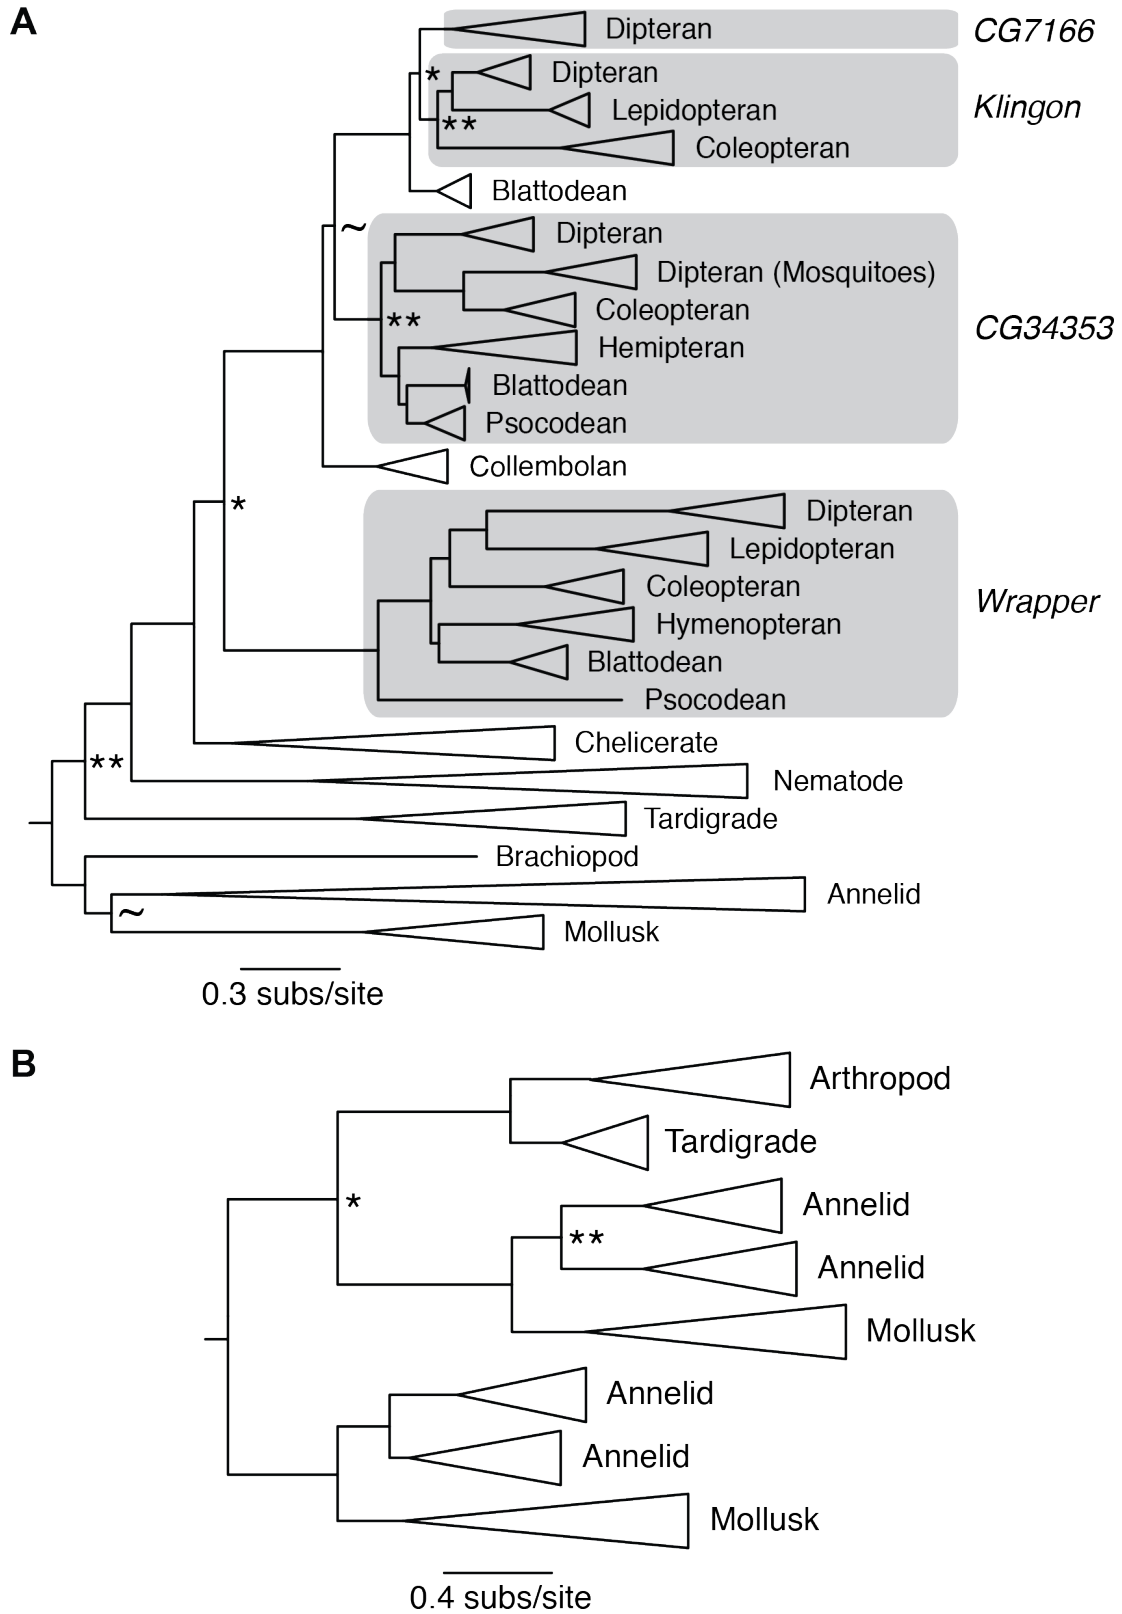 A
Dipteran
CG7166
*
Dipteran
Lepidopteran
Klingon
**
Coleopteran
Blattodean
~
Dipteran
Dipteran (Mosquitoes)
Coleopteran
**
CG34353
Hemipteran
Blattodean
Psocodean
Collembolan
*
Dipteran
Lepidopteran
Coleopteran
Wrapper
Hymenopteran
Blattodean
Psocodean
Chelicerate
**
Nematode
Tardigrade
Brachiopod
Annelid
~
Mollusk
0.3 subs/site
B
Arthropod
Tardigrade
*
Annelid
**
Annelid
Mollusk
Annelid
Annelid
Mollusk
0.4 subs/site